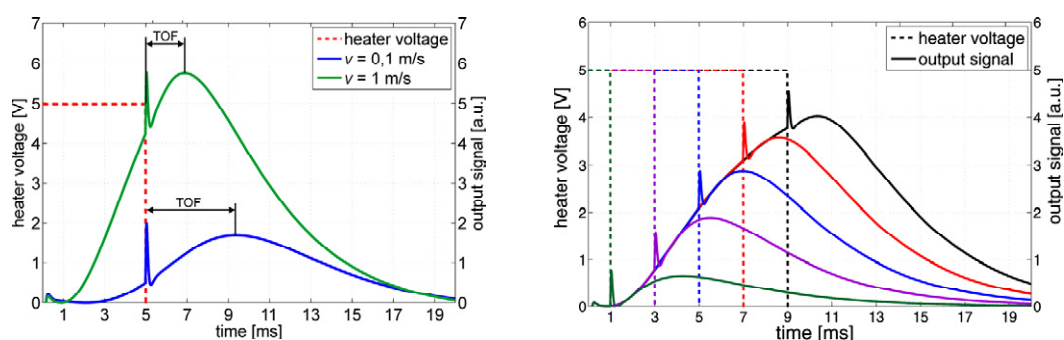 heater voltage [V]
7
6
5
4
3
2
1
0
TOF
TOF
heater voltage
v = 0,1 m/s
v = 1 m/s
7
6
5
4
3
2
1
0
output signal [a.u.]
1 3 5 7 9 11 13 15 17 19
time [ms]
heater voltage [V]
6
5
4
3
2
1
0
heater voltage
output signal
6
5
4
3
2
1
0
output signal [a.u.]
1 3 5 7 9 11 13 15 17 19
time [ms]